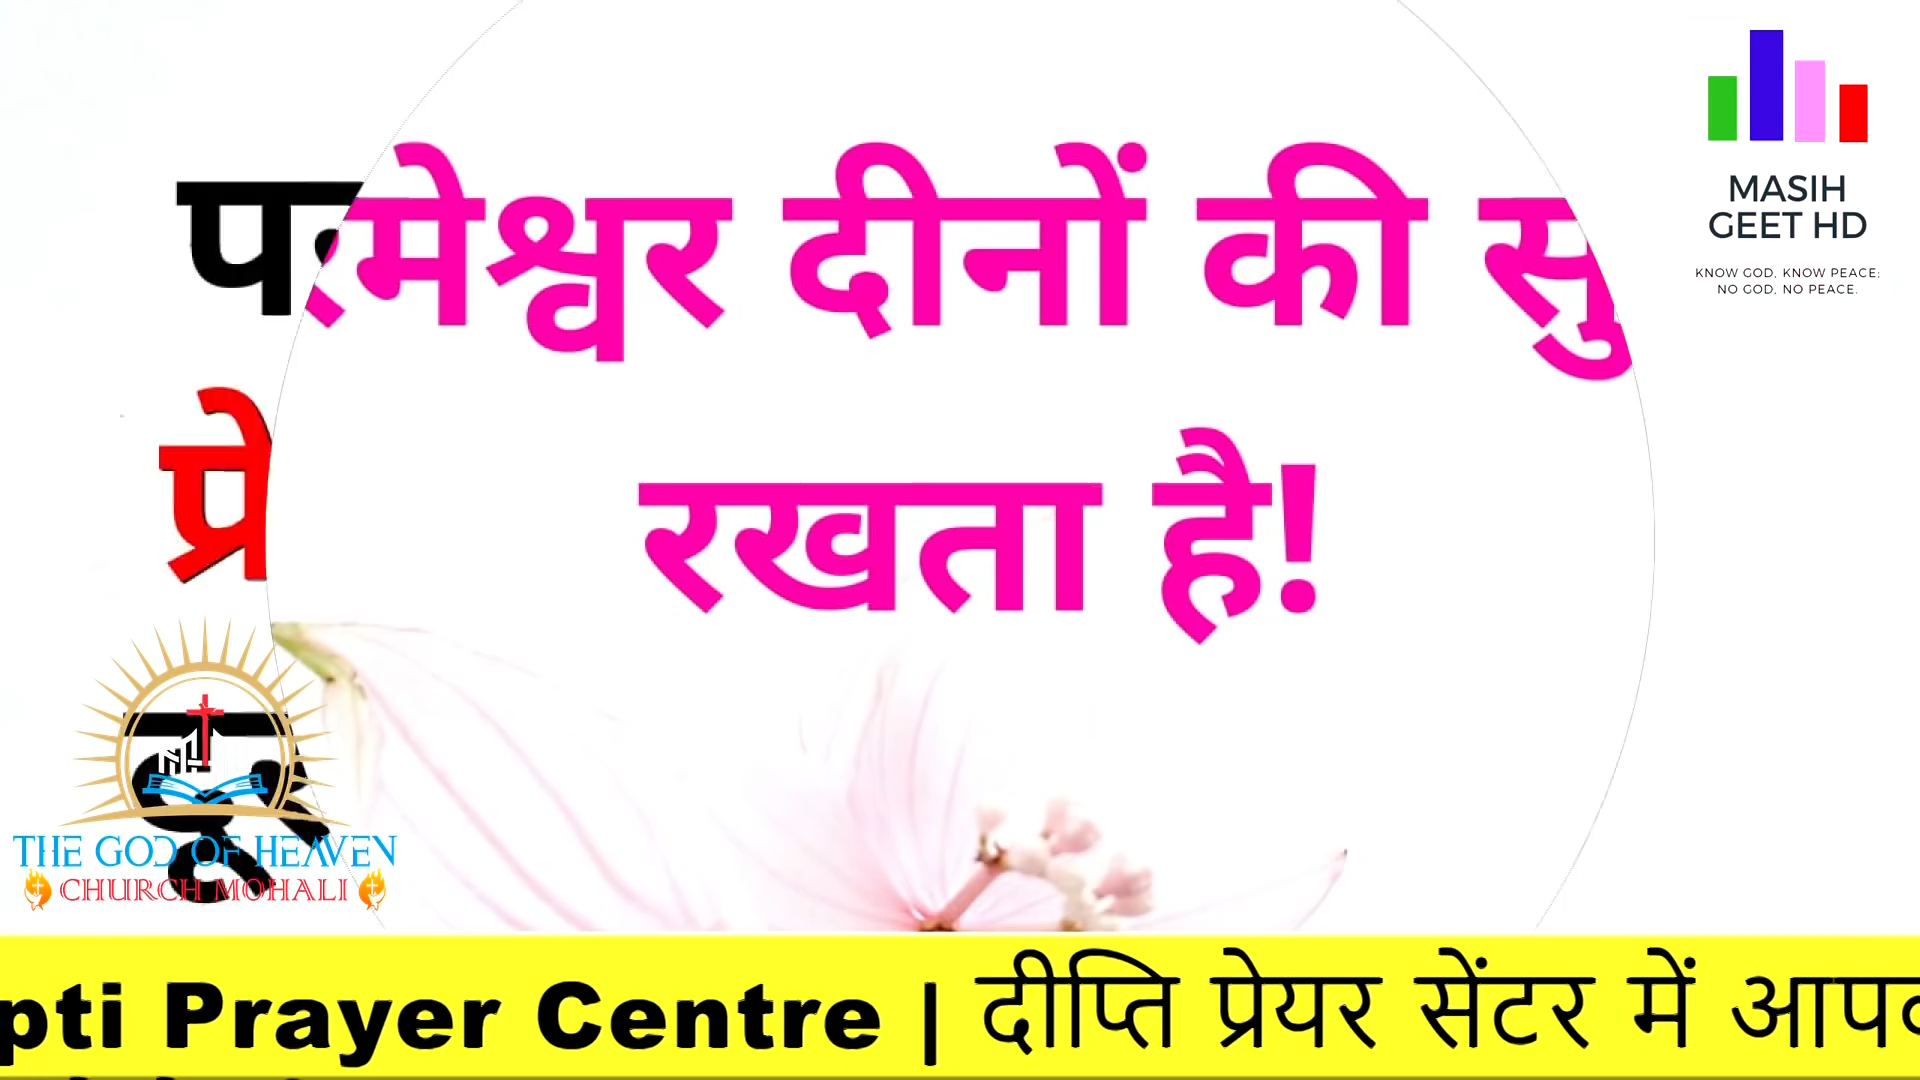 परमेश्वर दीनों की सु
रखता है!
प्रे
दूर
MASIH
GEET HD
KNOW GOD, KNOW PEACE;
NO GOD, NO PEACE.
THE GOD OF HEAVEN
CHURCH MOHALI
pti Prayer Centre | दीप्ति प्रेयर सेंटर में आपक